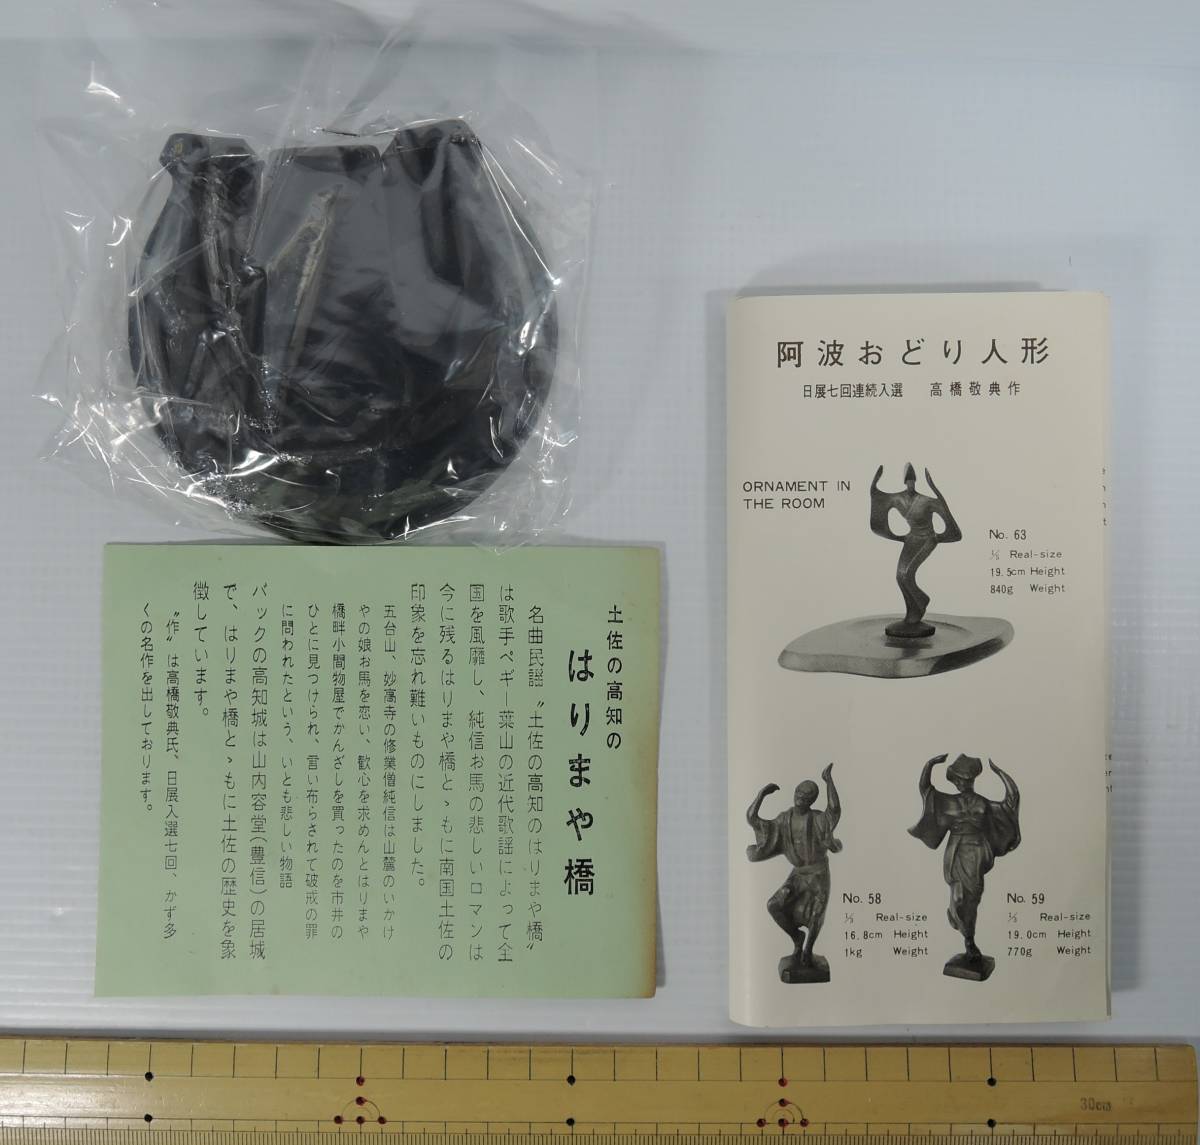 土佐の高知の
はりまや橋
名曲民謡〝土佐の高知のはりまや橋〟
は歌手ペギー葉山の近代歌謡によって全
国を風靡し、純信お馬の悲しいロマンは
今に残るはりまや橋とゝもに南国土佐の
印象を忘れ難いものにしました。
五台山、妙高寺の修業僧純信は山麓のいかけ
やの娘お馬を恋い、歓心を求めんとはりまや
橋畔小間物屋でかんざしを買ったのを市井の
ひとに見つけられ、言い布らされて破戒の罪
に問われたという、いとも悲しい物語
バックの高知城は山内容堂(豊信)の居城
で、はりまや橋とゝもに土佐の歴史を象
徴しています。
〝作〟は高橋敬典氏、日展入選七回、かず多
くの名作を出しております。
阿波おどり人形
日展七回連続入選 高橋敬典作
ORNAMENT IN
THE ROOM
No. 63
Real-size
19.5cm Height
840g Weight
No. 58
Real-size
16.8cm Height
1kg Weight
No. 59
Real-size
19.0cm Height
770g Weight
30cm